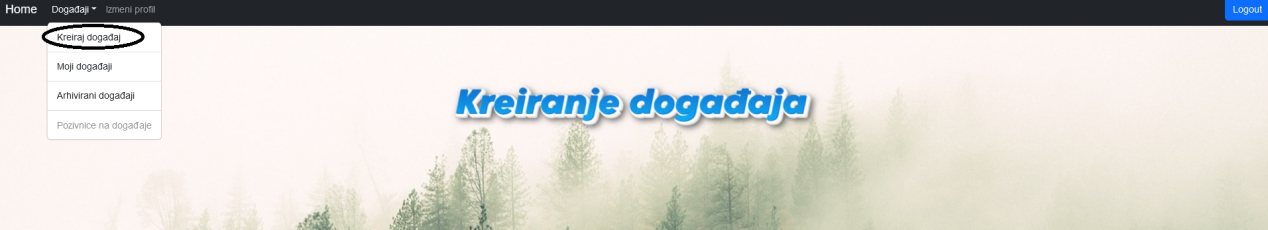 Home Događaji Izmeni profil Logout
Kreiraj događaj
Moji događaji
Arhivirani događaji
Pozivnice na događaje
Kreiranje događaja